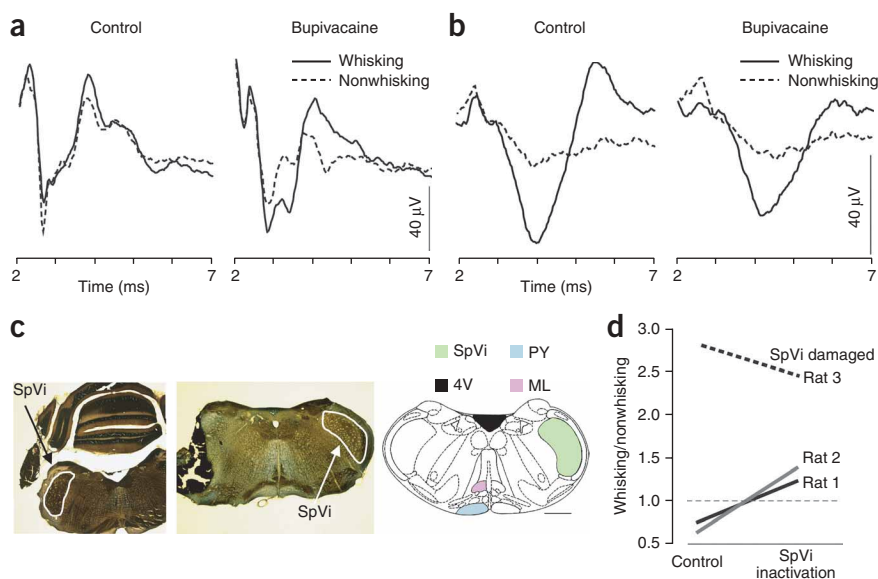 a
Control
Bupivacaine
Whisking
Nonwhisking
40 µV
2
7
2
7
Time (ms)
b
Control
Bupivacaine
Whisking
Nonwhisking
40 µV
2
7
2
7
Time (ms)
c
SpVi
SpVi
SpVi
PY
4V
ML
d
Whisking/nonwhisking
3.0
2.5
2.0
1.5
1.0
0.5
SpVi damaged
Rat 3
Rat 2
Rat 1
Control
SpVi
inactivation